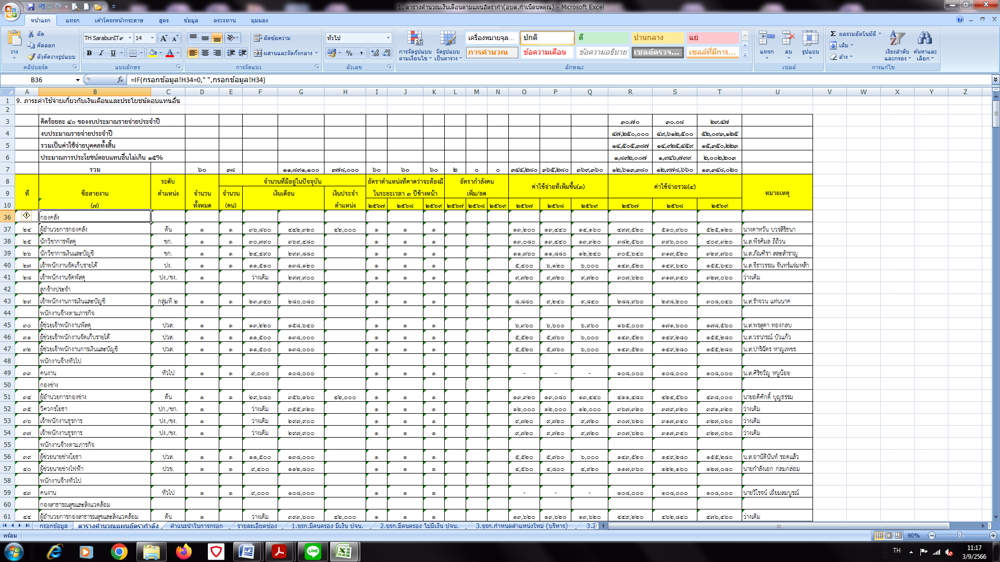 1. ตารางคำนวณเงินเดือนตามแผนอัตรากำ(อบต.กำเนิดนพคุณ) - Microsoft Excel
หน้าแรก แทรก เค้าโครงหน้ากระดาษ สูตร ข้อมูล ตรวจทาน มุมมอง
วาง ตัด คัดลอก ตัวคัดวางรูปแบบ คลิปบอร์ด
TH SarabunIT๙ 14 B I U แบบอักษร
ตัดข้อความ ผสานและจัดกึ่งกลาง การจัดแนว
ทั่วไป % ตัวเลข
การจัดรูปแบบตามเงื่อนไข จัดรูปแบบเป็นตาราง
เครื่องหมายจุล... ปกติ ดี ปานกลาง แย่
การคำนวณ ข้อความเตือน ข้อความอธิบาย เซลล์ตรวจ... เซลล์ที่มีการ...
ลักษณะ
แทรก ลบ รูปแบบ เซลล์
ผลรวมอัตโนมัติ เติม ล้าง เรียงลำดับและกรอง ค้นหาและเลือก การแก้ไข
B36 fx =IF(กรอกข้อมูล!H34=0," ",กรอกข้อมูล!H34)
A B C D E F G H I J K L M N O P Q R S T U V W X Y Z
1 9. ภาระค่าใช้จ่ายเกี่ยวกับเงินเดือนและประโยชน์ตอบแทนอื่น
2
3 คิดร้อยละ ๔๐ ของงบประมาณรายจ่ายประจำปี ๓๐.๗๐ ๓๐.๐๘ ๒๙.๔๗
4 งบประมาณรายจ่ายประจำปี ๔๗,๒๕๐,๐๐๐ ๔๙,๖๑๒,๕๐๐ ๕๒,๐๙๓,๑๒๕
5 รวมเป็นค่าใช้จ่ายบุคคลทั้งสิ้น ๑๔,๕๐๕,๓๘๗ ๑๔,๙๒๕,๔๕๙ ๑๕,๓๕๐,๒๒๓
6 ประมาณการประโยชน์ตอบแทนอื่นไม่เกิน ๑๕% ๑,๘๙๒,๐๐๗ ๑,๙๔๖,๗๙๙ ๒,๐๐๒,๒๐๓
7 รวม ๖๐ ๓๘ ๑๑,๘๙๑,๑๐๐ ๓๗๘,๐๐๐ ๖๐ ๖๐ ๖๐ ๒ ๐ ๐ ๓๔๔,๒๘๐ ๓๖๕,๒๘๐ ๓๖๙,๓๖๐ ๑๒,๖๑๓,๓๘๐ ๑๒,๙๗๘,๖๖๐ ๑๓,๓๔๘,๐๒๐
8 ระดับ จำนวนที่มีอยู่ในปัจจุบัน อัตราตำแหน่งที่คาดว่าจะต้องมี อัตรากำลังคน ค่าใช้จ่ายที่เพิ่มขึ้น(๓) ค่าใช้จ่ายรวม(๔)
9 ที่ ชื่อสายงาน ตำแหน่ง จำนวน จำนวน เงินเดือน เงินประจำ ในระยะเวลา ๓ ปีข้างหน้า เพิ่ม/ลด หมายเหตุ
10 (๗) ทั้งหมด (คน) ตำแหน่ง ๒๕๖๗ ๒๕๖๘ ๒๕๖๙ ๒๕๖๗ ๒๕๖๘ ๒๕๖๙ ๒๕๖๗ ๒๕๖๘ ๒๕๖๙ ๒๕๖๗ ๒๕๖๘ ๒๕๖๙
36 กองคลัง
37 ๒๔ ผู้อำนวยการกองคลัง ต้น ๑ ๑ ๓๖,๘๖๐ ๔๔๒,๓๒๐ ๔๒,๐๐๐ ๑ ๑ ๑ ๑๓,๒๐๐ ๑๓,๔๔๐ ๑๔,๑๖๐ ๔๙๗,๕๒๐ ๕๑๐,๙๖๐ ๕๒๕,๑๒๐ นางดาหวัน บวรสิริธนา
38 ๒๕ นักวิชาการพัสดุ ชก. ๑ ๑ ๓๐,๗๙๐ ๓๖๙,๔๘๐ ๑ ๑ ๑ ๑๓,๐๘๐ ๑๓,๔๔๐ ๑๓,๓๒๐ ๓๘๒,๕๖๐ ๓๙๖,๐๐๐ ๔๐๙,๓๒๐ น.ส.พีรศิมล ถี่ถ้วน
39 ๒๖ นักวิชาการเงินและบัญชี ชก. ๑ ๑ ๒๔,๔๙๐ ๒๙๓,๘๘๐ ๑ ๑ ๑ ๑๑,๗๖๐ ๑๑,๘๘๐ ๑๒,๒๔๐ ๓๐๕,๖๔๐ ๓๑๗,๕๒๐ ๓๒๙,๗๖๐ น.ส.ภัณฑิรา สละสำราญ
40 ๒๗ เจ้าพนักงานจัดเก็บรายได้ ปง. ๑ ๑ ๑๑,๕๑๐ ๑๓๘,๑๒๐ ๑ ๑ ๑ ๕,๔๐๐ ๖,๑๒๐ ๖,๐๐๐ ๑๔๓,๕๒๐ ๑๔๙,๖๔๐ ๑๕๕,๖๔๐ น.ส.จิราวรรณ จันทร์แจ่มหล้า
41 ๒๘ เจ้าพนักงานจัดพัสดุ ปง./ชง. ๑ ว่างเดิม ๒๙๗,๙๐๐ ๑ ๑ ๑ ๙,๗๒๐ ๙,๗๒๐ ๙,๗๒๐ ๓๐๗,๖๒๐ ๓๑๗,๓๔๐ ๓๒๗,๐๖๐ ว่างเดิม
42 ลูกจ้างประจำ
43 ๒๙ เจ้าพนักงานการเงินและบัญชี กลุ่มที่ ๒ ๑ ๑ ๒๓,๓๔๐ ๒๘๐,๐๘๐ ๑ ๑ ๑ ๘,๘๘๐ ๙,๒๔๐ ๙,๘๔๐ ๒๘๘,๙๖๐ ๒๙๘,๒๐๐ ๓๐๘,๐๔๐ น.ส.รำจวน แท่นนาค
44 พนักงานจ้างตามภารกิจ
45 ๓๐ ผู้ช่วยเจ้าพนักงานพัสดุ ปวส. ๑ ๑ ๑๓,๒๒๐ ๑๕๘,๖๔๐ ๑ ๑ ๑ ๖,๓๖๐ ๖,๖๐๐ ๖,๙๖๐ ๑๖๕,๐๐๐ ๑๗๑,๖๐๐ ๑๗๘,๕๖๐ น.ส.พรสุดา ทองกลบ
46 ๓๑ ผู้ช่วยเจ้าพนักงานจัดเก็บรายได้ ปวส. ๑ ๑ ๑๑,๕๐๐ ๑๓๘,๐๐๐ ๑ ๑ ๑ ๕,๕๒๐ ๕,๗๖๐ ๖,๐๐๐ ๑๔๓,๕๒๐ ๑๔๙,๒๘๐ ๑๕๕,๒๘๐ น.ส.วราภรณ์ บัวแก้ว
47 ๓๒ ผู้ช่วยเจ้าพนักงานการเงินและบัญชี ปวส. ๑ ๑ ๑๑,๕๐๐ ๑๓๘,๐๐๐ ๑ ๑ ๑ ๕,๕๒๐ ๕,๗๖๐ ๖,๐๐๐ ๑๔๓,๕๒๐ ๑๔๙,๒๘๐ ๑๕๕,๒๘๐ น.ส.ปาริฉัตร หาญเพชร
48 พนักงานจ้างทั่วไป
49 ๓๓ คนงาน ทั่วไป ๑ ๑ ๙,๐๐๐ ๑๐๘,๐๐๐ ๑ ๑ ๑ - - - ๑๐๘,๐๐๐ ๑๐๘,๐๐๐ ๑๐๘,๐๐๐ น.ส.ศิริขวัญ หนูน้อย
50 กองช่าง
51 ๓๔ ผู้อำนวยการกองช่าง ต้น ๑ ๑ ๒๙,๖๘๐ ๓๕๖,๑๖๐ ๔๒,๐๐๐ ๑ ๑ ๑ ๑๓,๓๒๐ ๑๓,๐๘๐ ๑๓,๔๔๐ ๔๑๑,๔๘๐ ๔๒๔,๕๖๐ ๔๓๘,๐๐๐ นายอดิศักดิ์ บุญธรรม
52 ๓๕ วิศวกรโยธา ปก./ชก. ๑ ว่างเดิม ๓๕๕,๓๒๐ ๑ ๑ ๑ ๑๒,๐๐๐ ๑๒,๐๐๐ ๑๒,๐๐๐ ๓๖๗,๓๒๐ ๓๗๙,๓๒๐ ๓๙๑,๓๒๐ ว่างเดิม
53 ๓๖ เจ้าพนักงานธุรการ ปง./ชง. ๑ ว่างเดิม ๒๙๗,๙๐๐ ๑ ๑ ๑ ๙,๗๒๐ ๙,๗๒๐ ๙,๗๒๐ ๓๐๗,๖๒๐ ๓๑๗,๓๔๐ ๓๒๗,๐๖๐ ว่างเดิม
54 ๓๗ เจ้าพนักงานธุรการ ปง./ชง. ๑ ว่างเดิม ๒๙๗,๙๐๐ ๑ ๑ ๑ ๙,๗๒๐ ๙,๗๒๐ ๙,๗๒๐ ๓๐๗,๖๒๐ ๓๑๗,๓๔๐ ๓๒๗,๐๖๐ ว่างเดิม
55 พนักงานจ้างตามภารกิจ
56 ๓๙ ผู้ช่วยนายช่างโยธา ปวส. ๑ ๑ ๑๑,๕๐๐ ๑๓๘,๐๐๐ ๑ ๑ ๑ ๕,๕๒๐ ๕,๗๖๐ ๖,๐๐๐ ๑๔๓,๕๒๐ ๑๔๙,๒๘๐ ๑๕๕,๒๘๐ น.ส.อานัตินันท์ รอดแล้ว
57 ๔๐ ผู้ช่วยนายช่างไฟฟ้า ปวช. ๑ ๑ ๙,๔๐๐ ๑๑๒,๘๐๐ ๑ ๑ ๑ ๔,๕๖๐ ๔,๘๐๐ ๔,๙๒๐ ๑๑๗,๓๖๐ ๑๒๒,๑๖๐ ๑๒๗,๐๘๐ นายกำลังเอก กลมกล่อม
58 พนักงานจ้างทั่วไป
59 ๔๓ คนงาน ทั่วไป ๑ ๑ ๙,๐๐๐ ๑๐๘,๐๐๐ ๑ ๑ ๑ - - - ๑๐๘,๐๐๐ ๑๐๘,๐๐๐ ๑๐๘,๐๐๐ นายวิโรจน์ เอี่ยมสมบูรณ์
60 กองสาธารณสุขและสิ่งแวดล้อม
61 ๔๔ ผู้อำนวยการกองสาธารณสุขและสิ่งแวดล้อม ต้น ๑ ว่างเดิม ๓๙๓,๖๐๐ ๔๒,๐๐๐ ๑ ๑ ๑ ๑๓,๖๒๐ ๑๓,๖๒๐ ๑๓,๖๒๐ ๔๔๙,๒๒๐ ๔๖๒,๘๔๐ ๔๗๖,๔๖๐ ว่างเดิม
กรอกข้อมูล ตารางคำนวณแผนอัตรากำลัง คำแนะนำในการกรอก รายละเอียดช่อง 1.ขรก.มีคนครอง มีเงิน ปจน. 2.ขรก.มีคนครอง ไม่มีเงิน ปจน. 3.ขรก.กำหนดตำแหน่งใหม่ (บริหาร) 3.2
พร้อม 90%
TH 11:17
3/9/2566